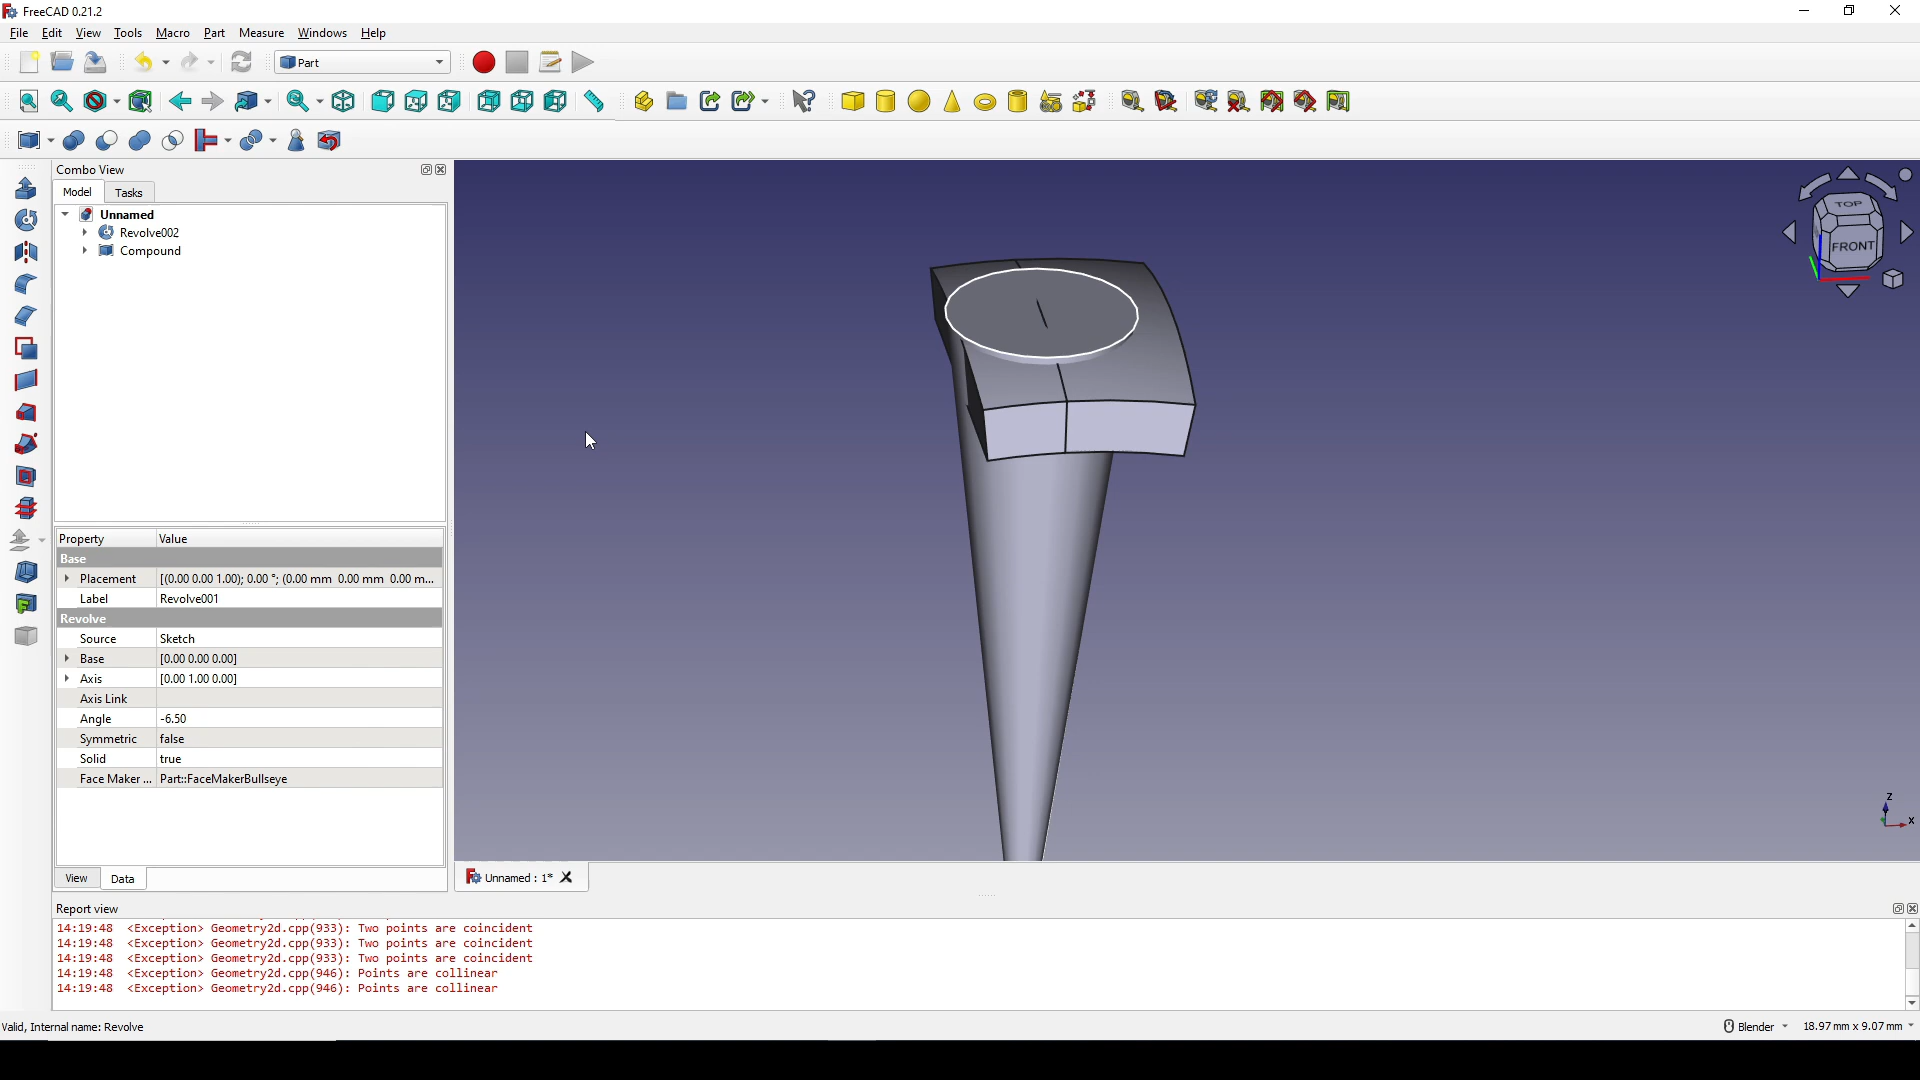 FreeCAD 0.21.2
File Edit View Tools Macro Part Measure Windows Help
Part
Combo View
Model Tasks
Unnamed
Revolve002
Compound
TOP
FRONT
Property Value
Base
Placement [(0.00 0.00 1.00); 0.00 °; (0.00 mm 0.00 mm 0.00 m...
Label Revolve001
Revolve
Source Sketch
Base [0.00 0.00 0.00]
Axis [0.00 1.00 0.00]
Axis Link
Angle -6.50
Symmetric false
Solid true
Face Maker ... Part::FaceMakerBullseye
Z
X
View Data
Unnamed : 1*
Report view
14:19:48 <Exception> Geometry2d.cpp(933): Two points are coincident
14:19:48 <Exception> Geometry2d.cpp(933): Two points are coincident
14:19:48 <Exception> Geometry2d.cpp(933): Two points are coincident
14:19:48 <Exception> Geometry2d.cpp(946): Points are collinear
14:19:48 <Exception> Geometry2d.cpp(946): Points are collinear
Valid, Internal name: Revolve
Blender 18.97 mm x 9.07 mm